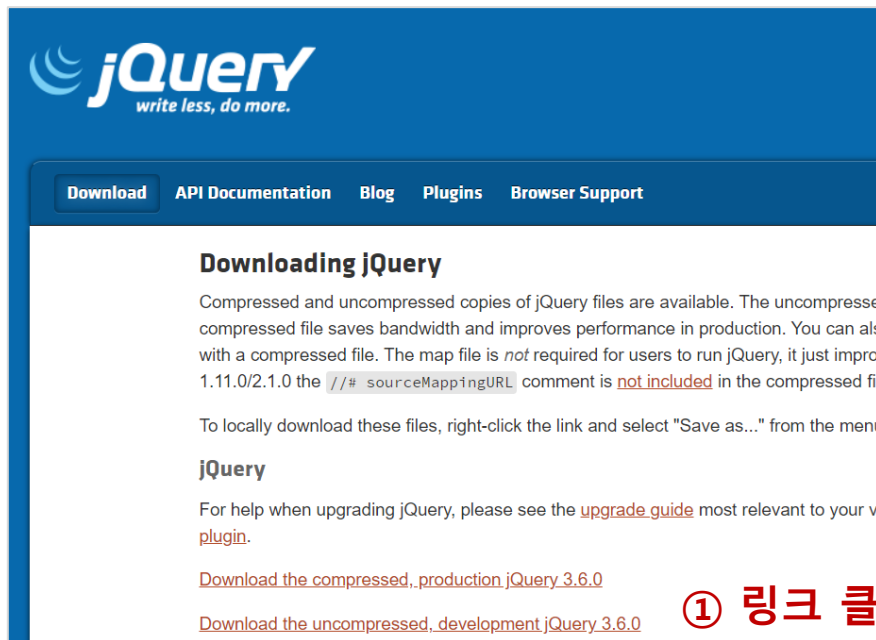 jQuery
write less, do more.
Download API Documentation Blog Plugins Browser Support
Downloading jQuery
Compressed and uncompressed copies of jQuery files are available. The uncompresse
compressed file saves bandwidth and improves performance in production. You can als
with a compressed file. The map file is not required for users to run jQuery, it just impro
1.11.0/2.1.0 the //# sourceMappingURL comment is not included in the compressed fi
To locally download these files, right-click the link and select "Save as..." from the menu
jQuery
For help when upgrading jQuery, please see the upgrade guide most relevant to your v
plugin.
Download the compressed, production jQuery 3.6.0
Download the uncompressed, development jQuery 3.6.0
① 링크 클